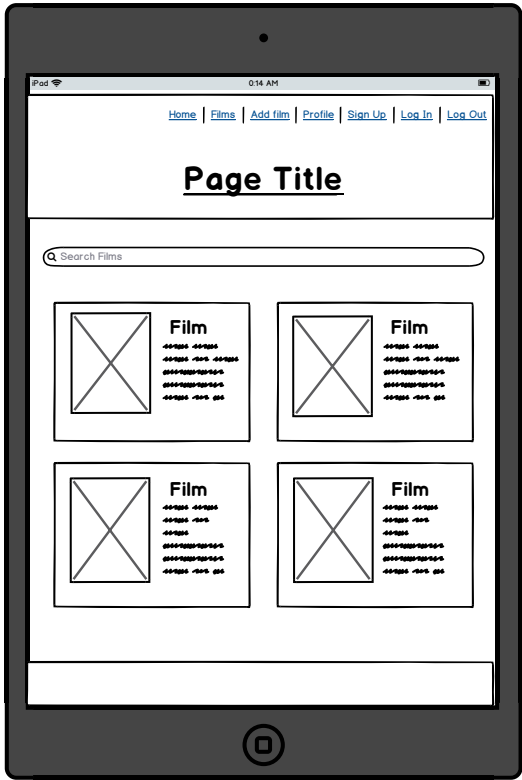 iPad 0:14 AM
Home | Films | Add film | Profile | Sign Up | Log In | Log Out
Page Title
Search Films
Film
Film
Film
Film